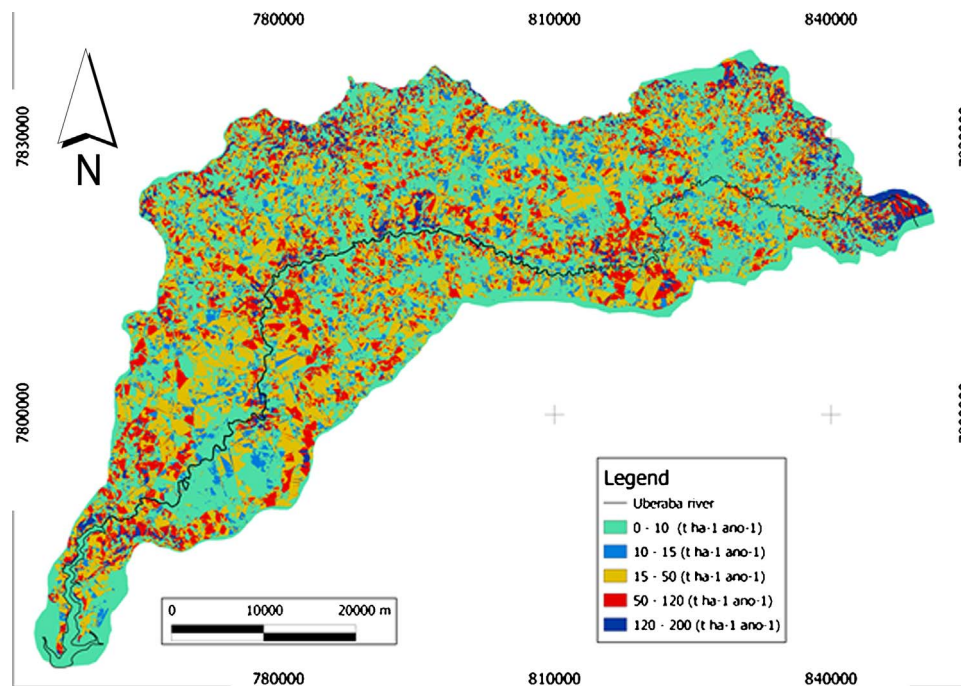 780000 810000 840000
7830000
N
7800000
7800000
Legend
Uberaba river
0 - 10 (t ha-1 ano-1)
10 - 15 (t ha-1 ano-1)
15 - 50 (t ha-1 ano-1)
50 - 120 (t ha-1 ano-1)
120 - 200 (t ha-1 ano-1)
0 10000 20000 m
780000 810000 840000